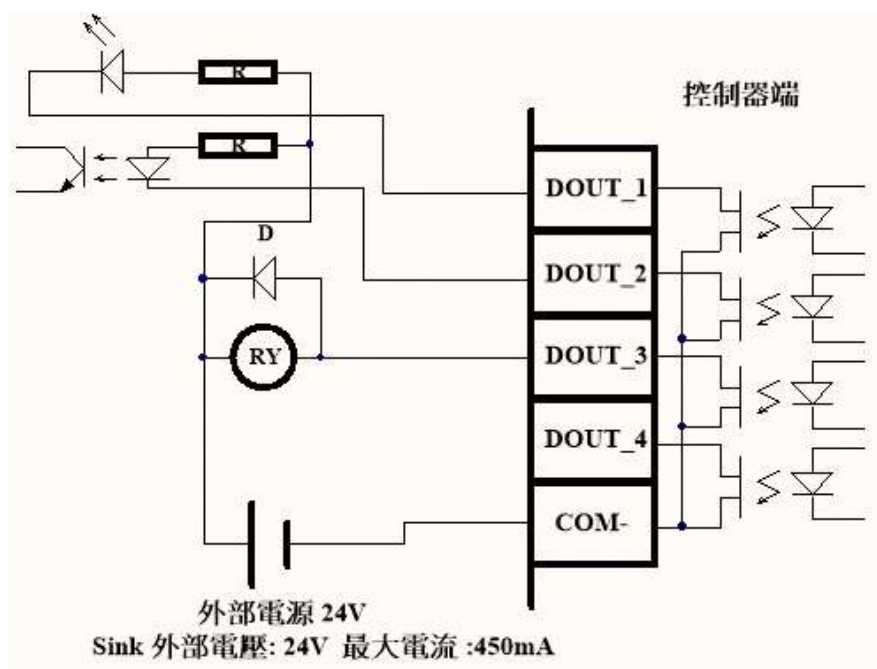 R
控制器端
R
DOUT_1
D
DOUT_2
RY
DOUT_3
DOUT_4
COM-
外部電源 24V
Sink 外部電壓: 24V 最大電流 :450mA